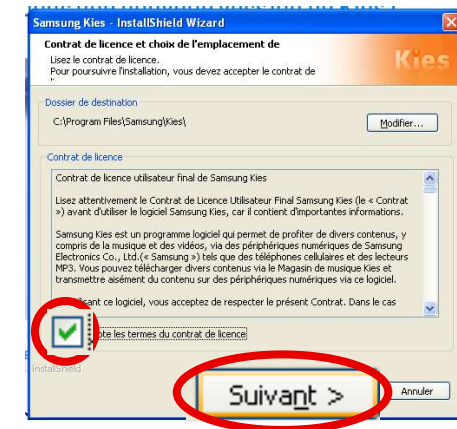 Samsung Kies - InstallShield Wizard
Contrat de licence et choix de l'emplacement de
Lisez le contrat de licence.
Pour poursuivre l'installation, vous devez accepter le contrat de
Kies
Dossier de destination
C:\Program Files\Samsung\Kies\
Modifier...
Contrat de licence
Contrat de licence utilisateur final de Samsung Kies
Lisez attentivement le Contrat de Licence Utilisateur Final Samsung Kies (le « Contrat
») avant d'utiliser le logiciel Samsung Kies, car il contient d'importantes informations.
Samsung Kies est un programme logiciel qui permet de profiter de divers contenus, y
compris de la musique et des vidéos, via des périphériques numériques de Samsung
Electronics Co., Ltd.(« Samsung ») tels que des téléphones cellulaires et des lecteurs
MP3. Vous pouvez télécharger divers contenus via le Magasin de musique Kies et
transmettre aisément du contenu sur des périphériques numériques via ce logiciel.
isant ce logiciel, vous acceptez de respecter le présent Contrat. Dans le cas
pte les termes du contrat de licence
InstallShield
Suivant >
Annuler